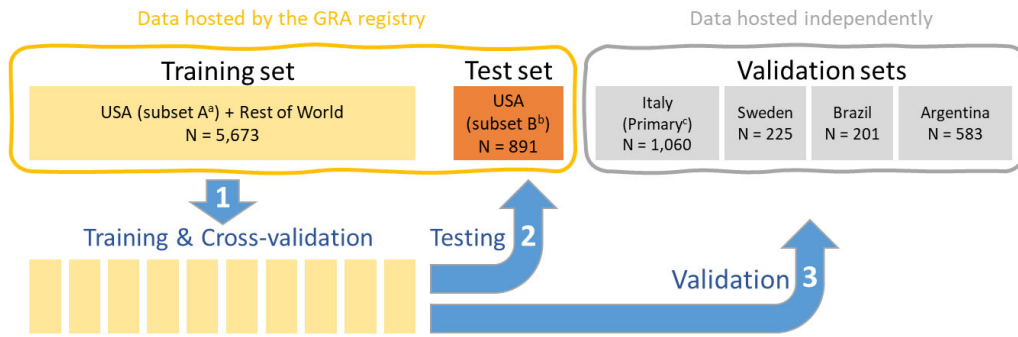 Data hosted by the GRA registry
Data hosted independently
Training set
Test set
Validation sets
USA (subset Aᵃ) + Rest of World
N = 5,673
USA
(subset Bᵇ)
N = 891
Italy
(Primaryᶜ)
N = 1,060
Sweden
N = 225
Brazil
N = 201
Argentina
N = 583
1
Training & Cross-validation
Testing
2
Validation
3